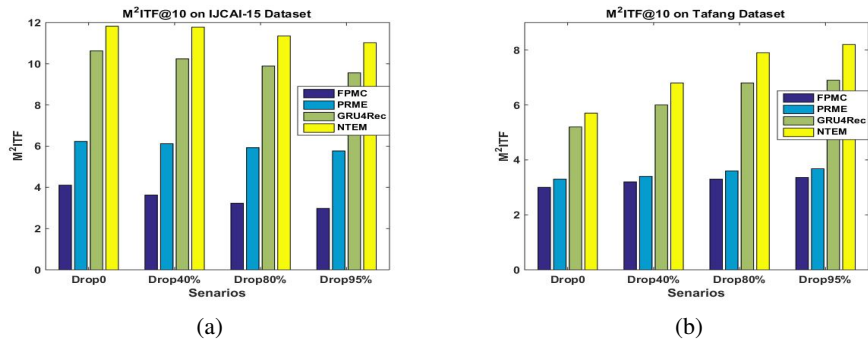 M²ITF@10 on IJCAI-15 Dataset
12
10
8
6
4
2
0
M²ITF
FPMC
PRME
GRU4Rec
NTEM
Drop0 Drop40% Drop80% Drop95%
Senarios
(a)
M²ITF@10 on Tafang Dataset
8
6
4
2
0
M²ITF
FPMC
PRME
GRU4Rec
NTEM
Drop0 Drop40% Drop80% Drop95%
Senarios
(b)